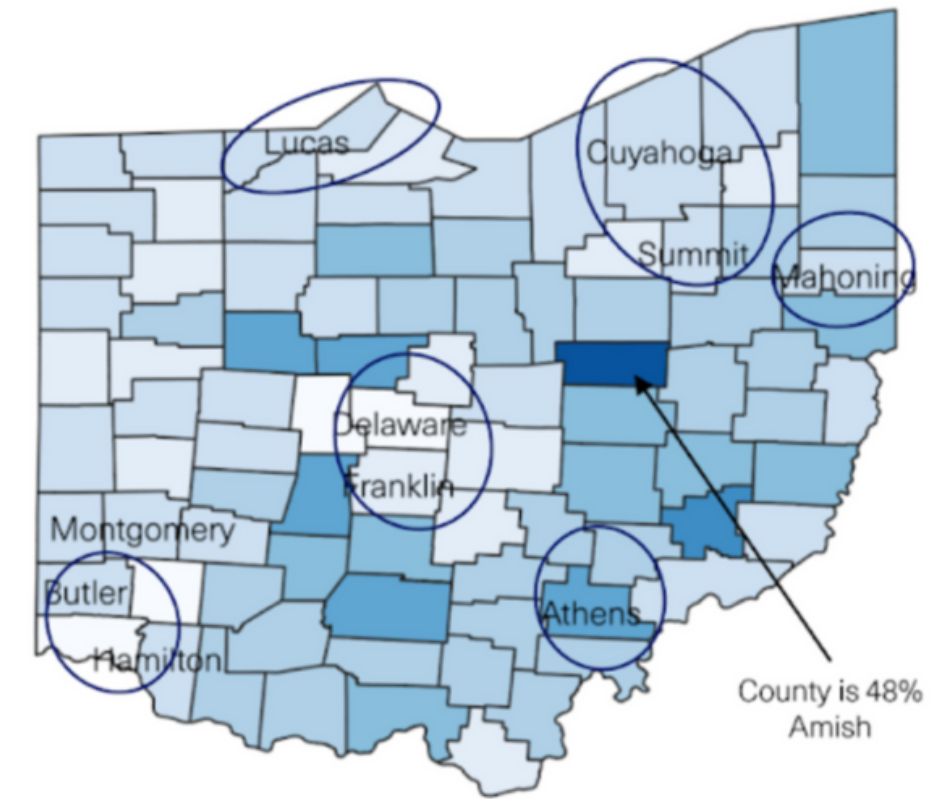 Lucas
Cuyahoga
Summit
Mahoning
Delaware
Franklin
Montgomery
Butler
Athens
Hamilton
County is 48%
Amish